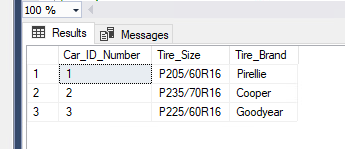 100 %
Results Messages
Car_ID_Number Tire_Size Tire_Brand
1 1 P205/60R16 Pirellie
2 2 P235/70R16 Cooper
3 3 P225/60R16 Goodyear